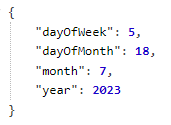 {
"dayOfWeek": 5,
"dayOfMonth": 18,
"month": 7,
"year": 2023
}